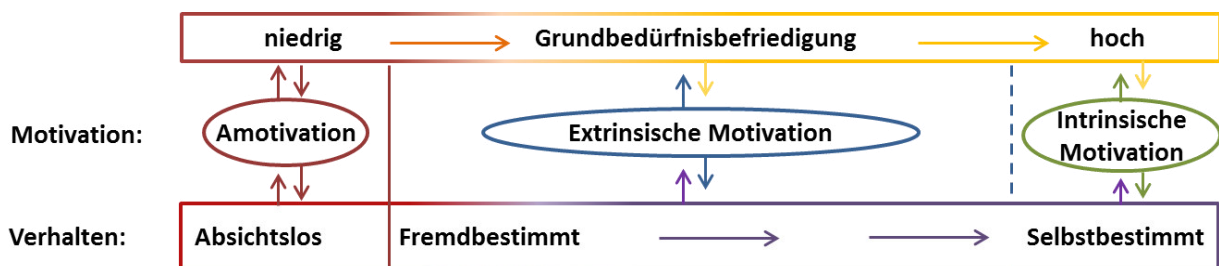 niedrig Grundbedürfnisbefriedigung hoch
Motivation: Amotivation Extrinsische Motivation Intrinsische
Motivation
Verhalten: Absichtslos Fremdbestimmt Selbstbestimmt